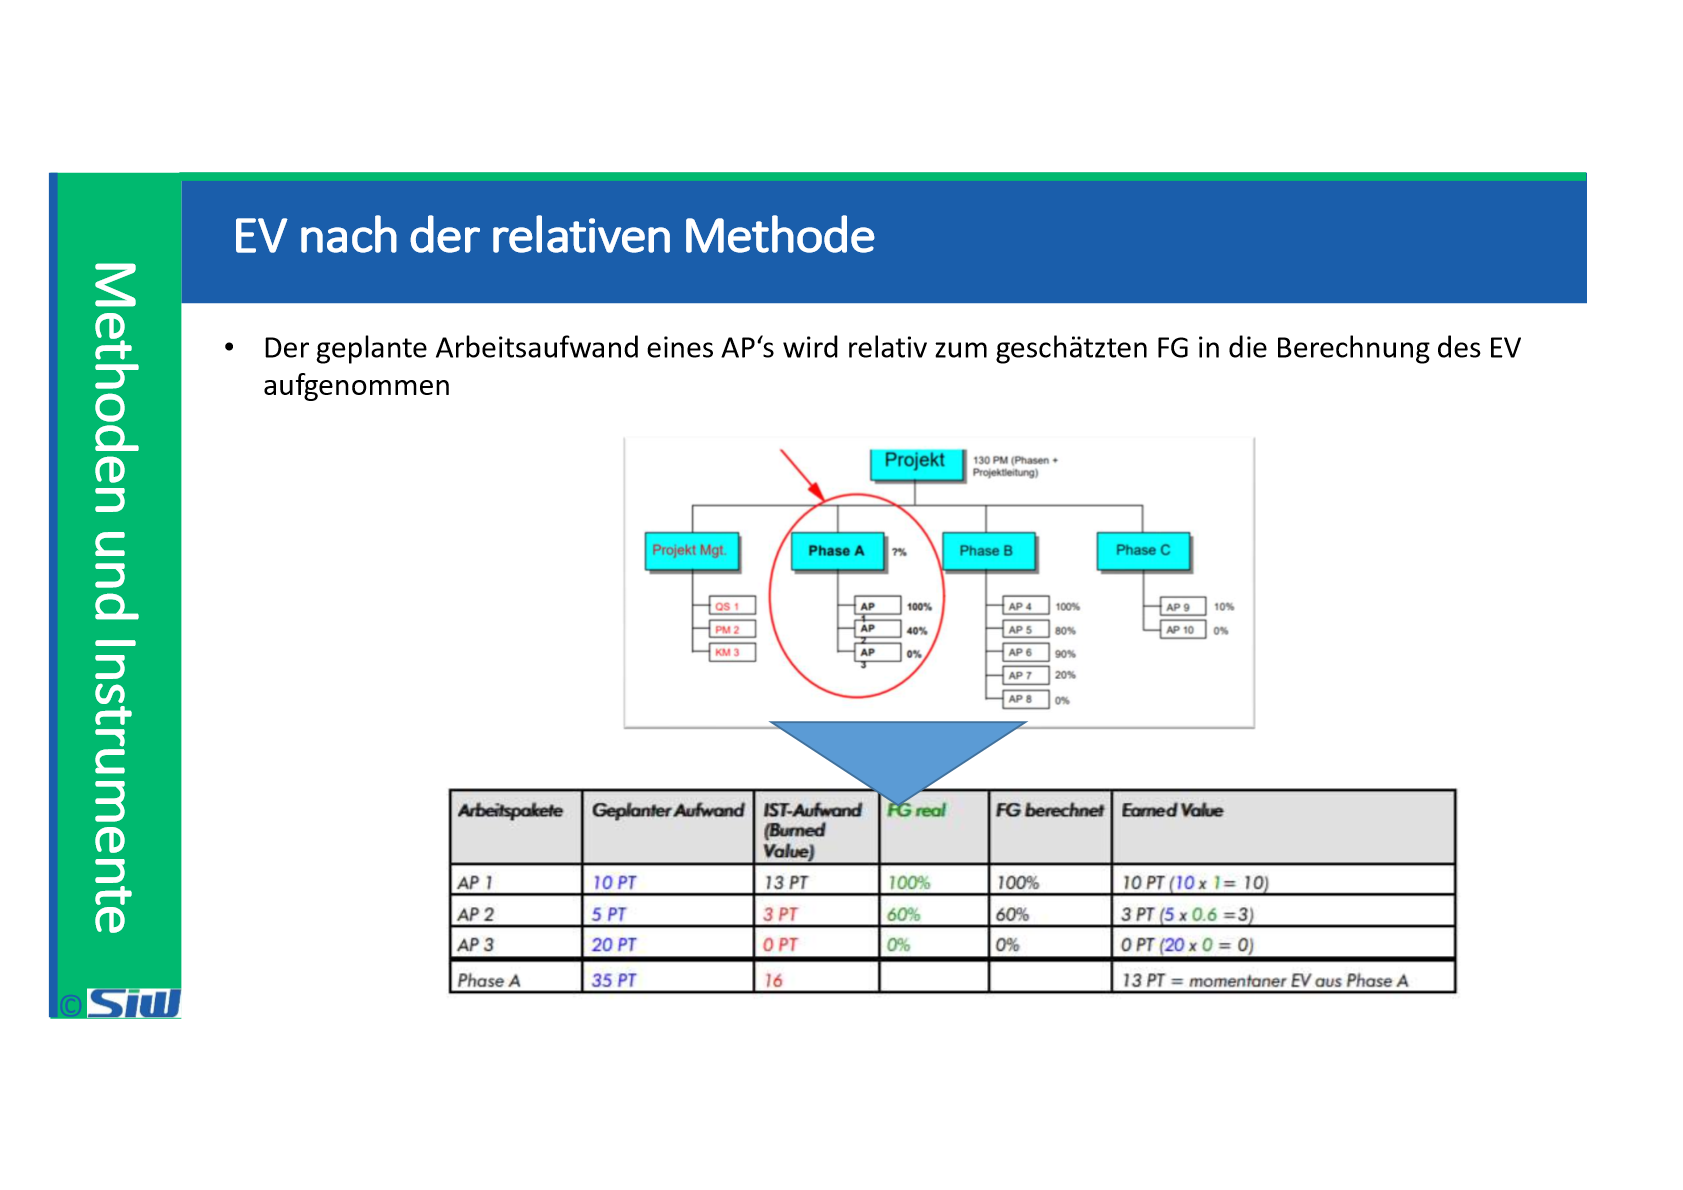 EV nach der relativen Methode
Methoden und Instrumente
• Der geplante Arbeitsaufwand eines AP‘s wird relativ zum geschätzten FG in die Berechnung des EV
aufgenommen
Projekt
130 PM (Phasen +
Projektleitung)
Projekt Mgt.
Phase A
?%
Phase B
Phase C
QS 1
PM 2
KM 3
AP 1 100%
AP 2 40%
AP 3 0%
AP 4 100%
AP 5 80%
AP 6 90%
AP 7 20%
AP 8 0%
AP 9 10%
AP 10 0%
Arbeitspakete Geplanter Aufwand IST-Aufwand (Burned Value) FG real FG berechnet Earned Value
AP 1 10 PT 13 PT 100% 100% 10 PT (10 x 1= 10)
AP 2 5 PT 3 PT 60% 60% 3 PT (5 x 0.6 =3)
AP 3 20 PT 0 PT 0% 0% 0 PT (20 x 0 = 0)
Phase A 35 PT 16 13 PT = momentaner EV aus Phase A
© SiW